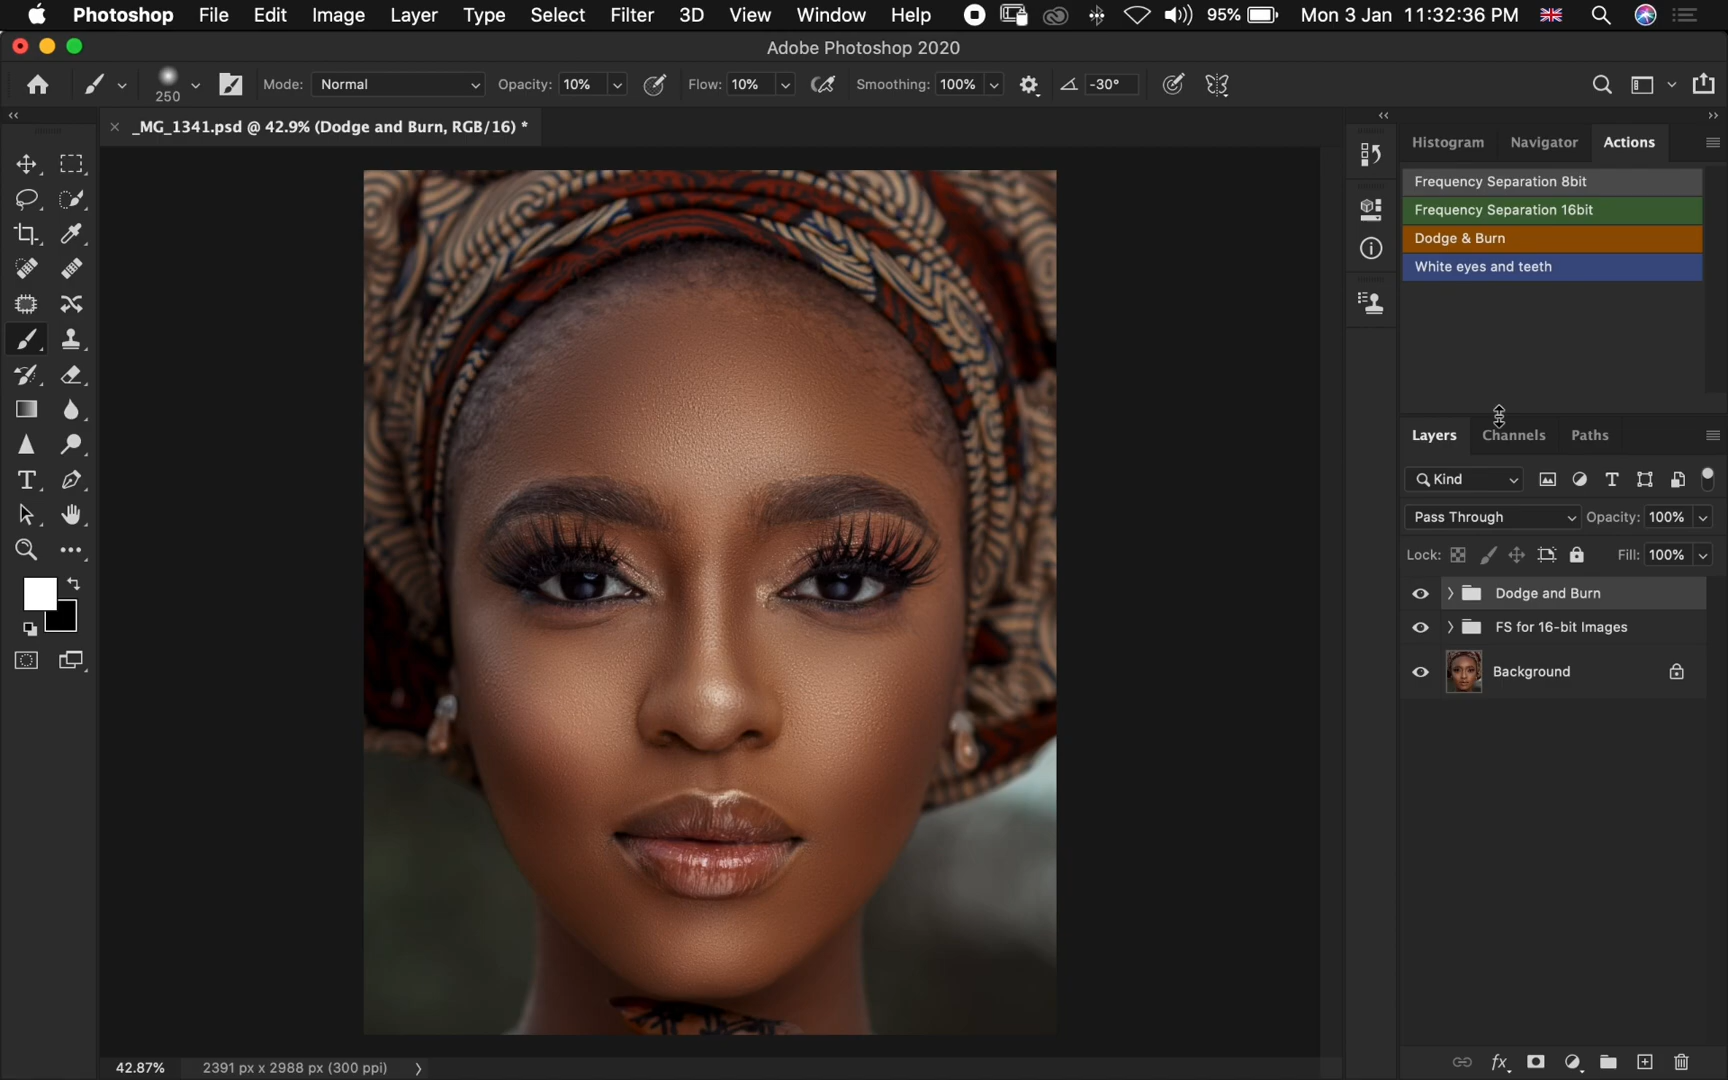 Photoshop File Edit Image Layer Type Select Filter 3D View Window Help 95% Mon 3 Jan 11:32:36 PM
Adobe Photoshop 2020
250 Mode: Normal Opacity: 10% Flow: 10% Smoothing: 100% -30°
_MG_1341.psd @ 42.9% (Dodge and Burn, RGB/16) *
Histogram Navigator Actions
Frequency Separation 8bit
Frequency Separation 16bit
Dodge & Burn
White eyes and teeth
Layers Channels Paths
Kind
Pass Through Opacity: 100%
Lock: Fill: 100%
Dodge and Burn
FS for 16-bit Images
Background
42.87% 2391 px x 2988 px (300 ppi)